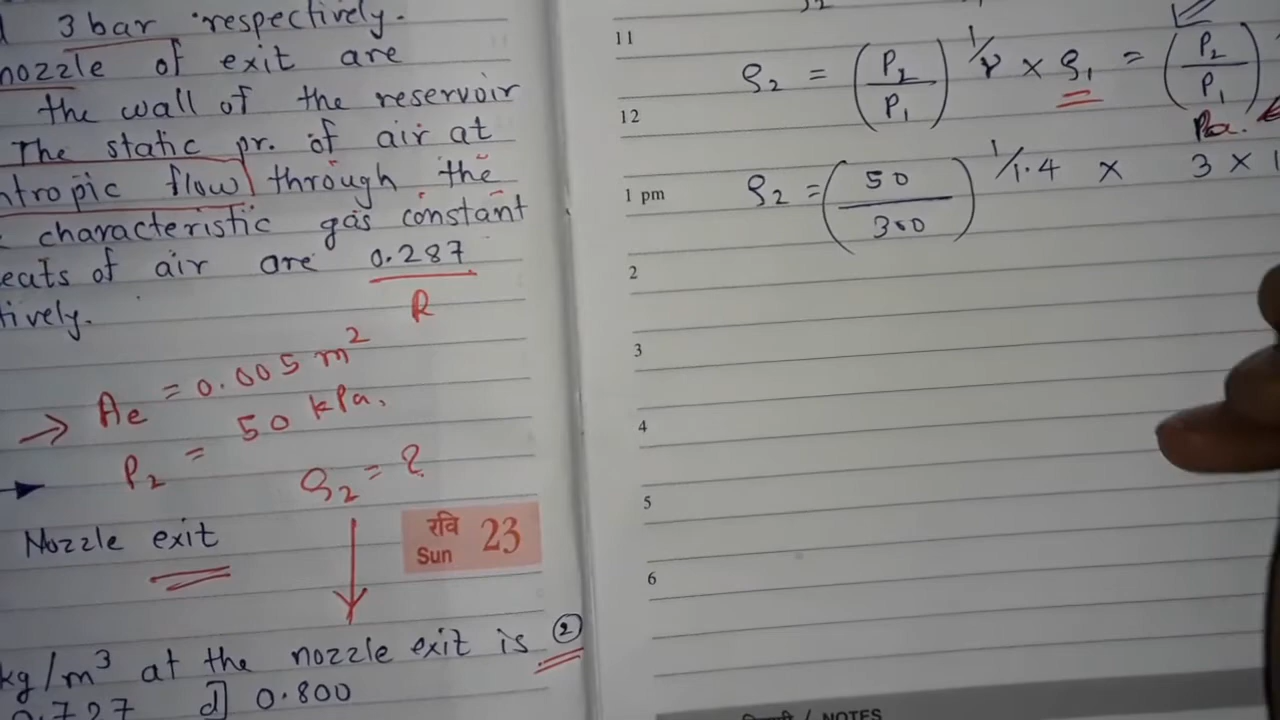 3 bar respectively.
nozzle of exit are
the wall of the reservoir
The static pr. of air at
ntropic flow through the
characteristic gas constant
eats of air are 0.287
tively.
R
→ Ae = 0.005 m²
P₂ = 50 kPa.
ρ₂ = ?
Nozzle exit
रवि
Sun 23
kg/m³ at the nozzle exit is ②
0.727 d] 0.800
11
ρ₂ = (P₂/P₁)^1/γ × ρ₁ = (P₂/P₁)
12
Pa.
1 pm
ρ₂ = (50/300)^1/1.4 × 3 × 1
2
3
4
5
6
/ NOTES